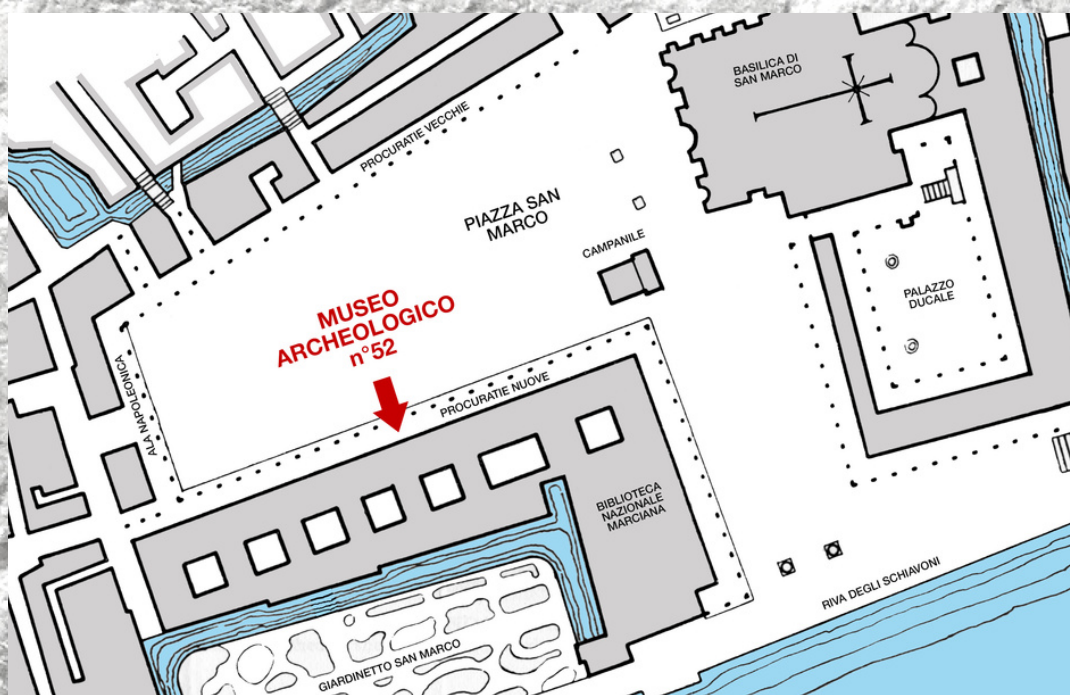 BASILICA DI
SAN MARCO
PROCURATIE VECCHIE
PIAZZA SAN
MARCO
CAMPANILE
PALAZZO
DUCALE
MUSEO
ARCHEOLOGICO
n°52
ALA NAPOLEONICA
PROCURATIE NUOVE
BIBLIOTECA
NAZIONALE
MARCIANA
RIVA DEGLI SCHIAVONI
GIARDINETTO SAN MARCO